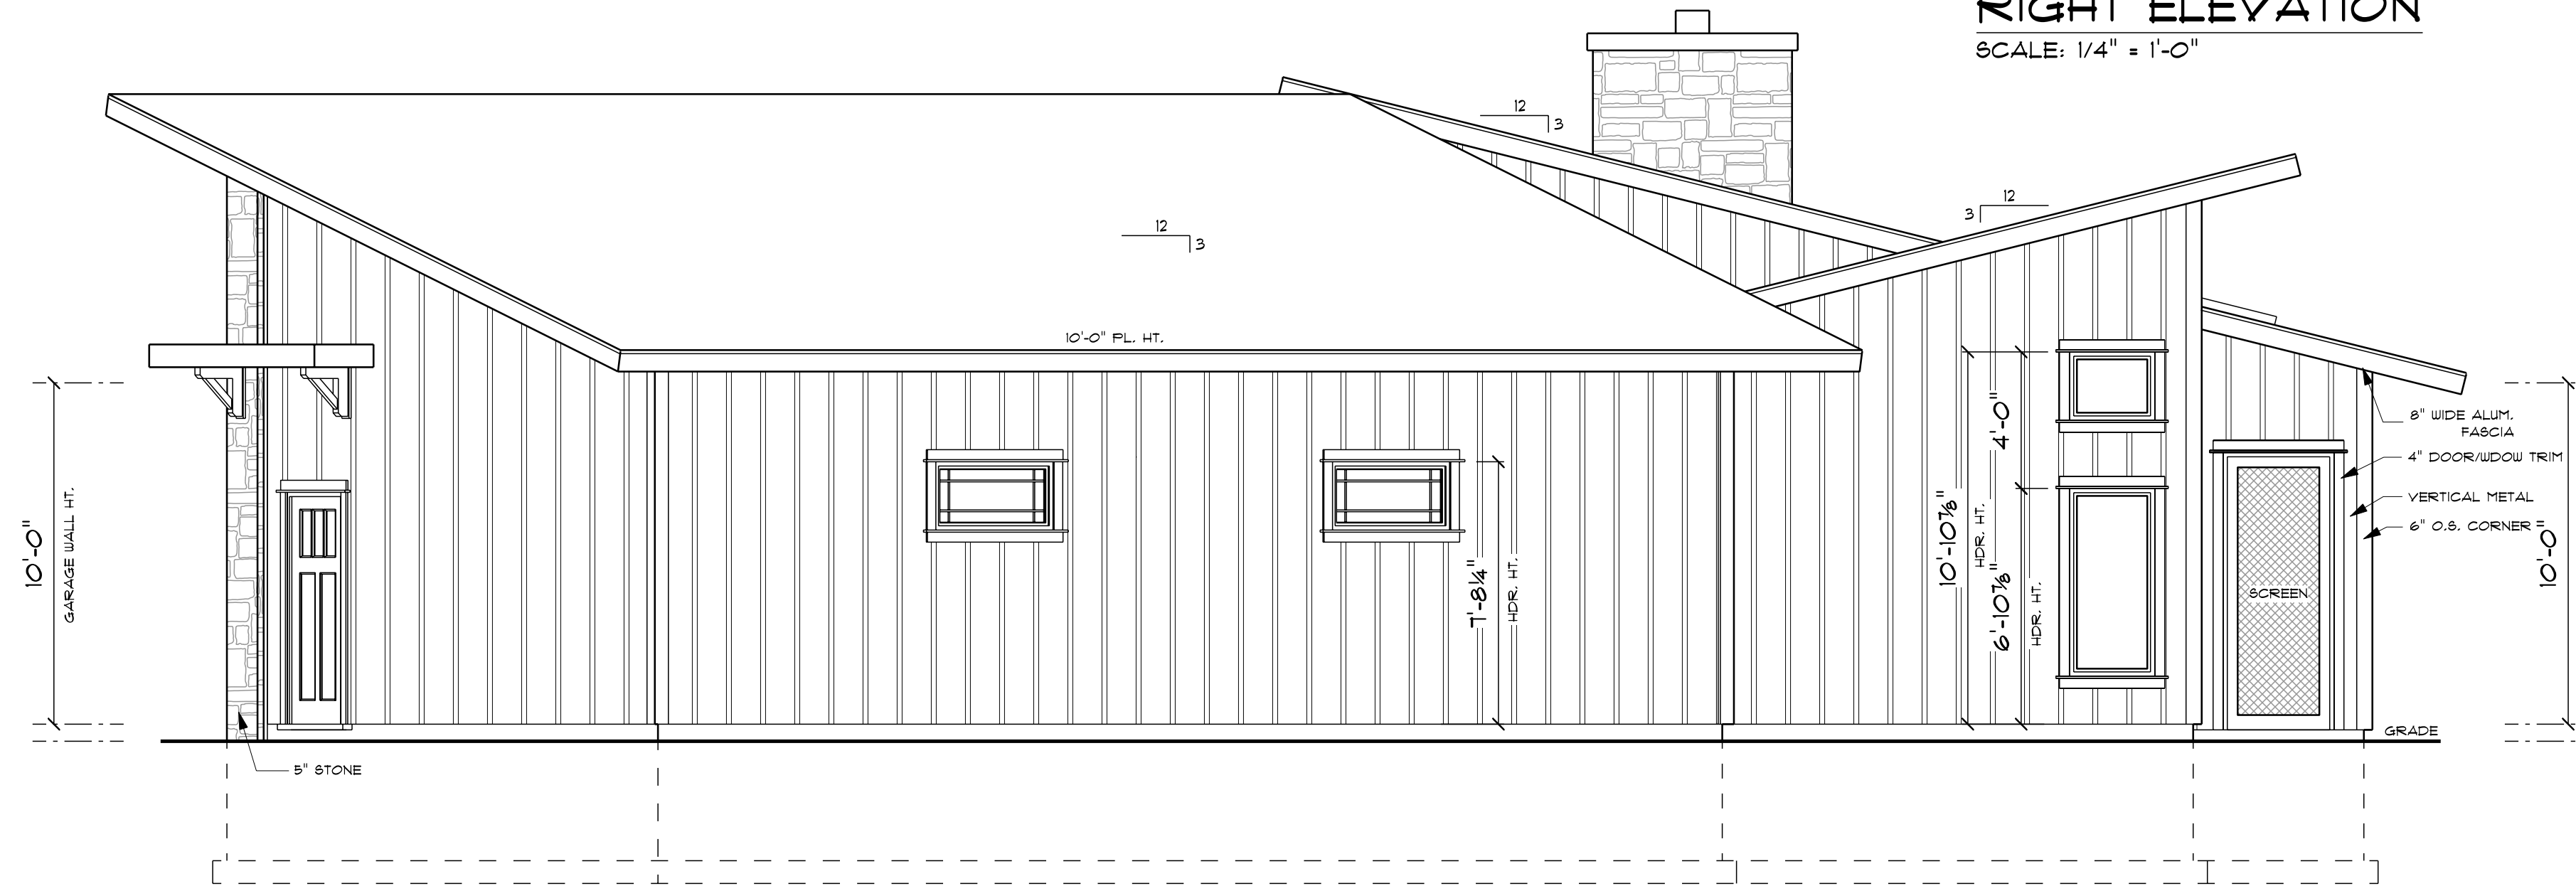 RIGHT ELEVATION
SCALE: 1/4" = 1'-0"
12
3
12
3
12
3
10'-0" PL. HT.
10'-0"
GARAGE WALL HT.
7'-8¼"
HDR. HT.
10'-10⅞"
HDR. HT.
4'-0"
6'-10⅞"
HDR. HT.
8" WIDE ALUM.
FASCIA
4" DOOR/WDOW TRIM
VERTICAL METAL
6" O.S. CORNER
10'-0"
SCREEN
GRADE
5" STONE